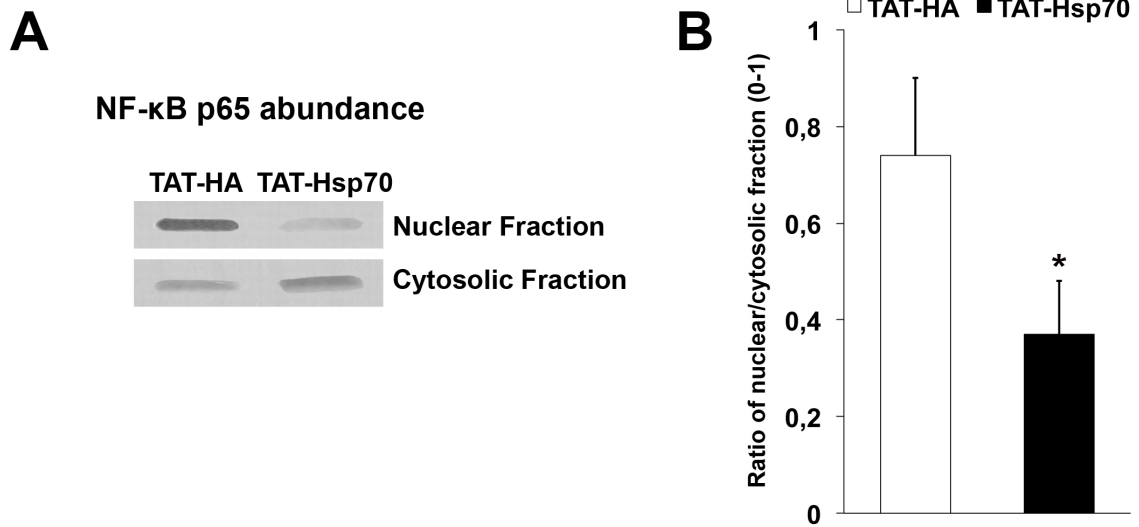 A
NF-κB p65 abundance
TAT-HA TAT-Hsp70
Nuclear Fraction
Cytosolic Fraction
B
TAT-HA TAT-Hsp70
Ratio of nuclear/cytosolic fraction (0-1)
1
0,8
0,6
0,4
0,2
0
*